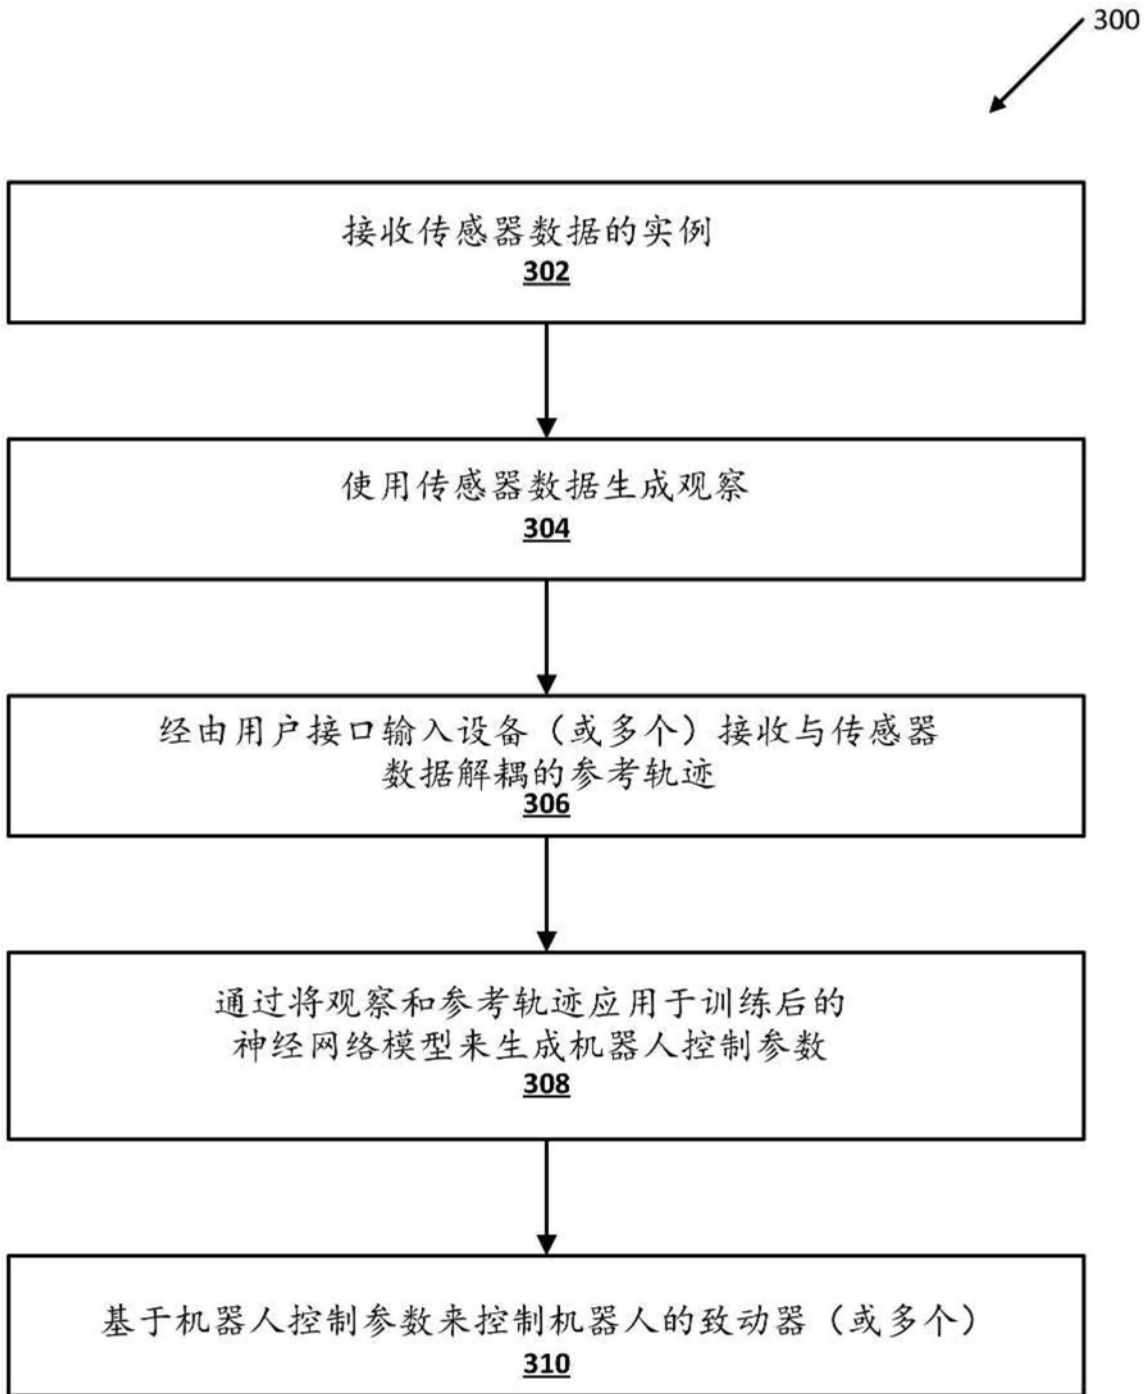 300
接收传感器数据的实例
302
使用传感器数据生成观察
304
经由用户接口输入设备（或多个）接收与传感器
数据解耦的参考轨迹
306
通过将观察和参考轨迹应用于训练后的
神经网络模型来生成机器人控制参数
308
基于机器人控制参数来控制机器人的致动器（或多个）
310